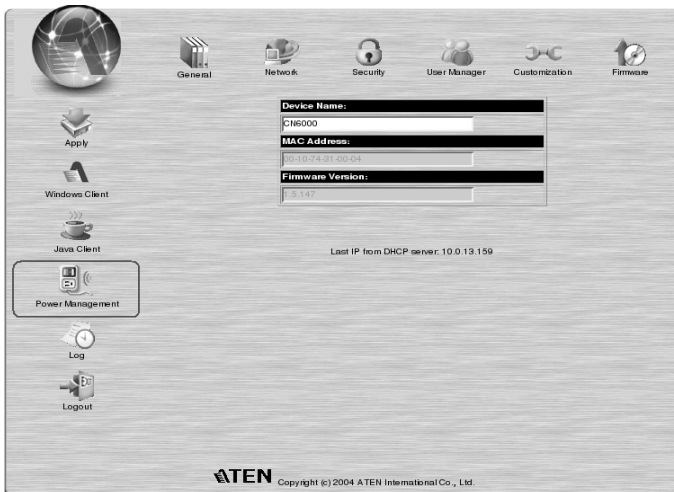 General Network Security User Manager Customization Firmware
Device Name:
CN6000
MAC Address:
00-10-74-31-00-04
Firmware Version:
1.5.147
Last IP from DHCP server: 10.0.13.159
Apply
Windows Client
Java Client
Power Management
Log
Logout
ATEN Copyright (c) 2004 ATEN International Co., Ltd.